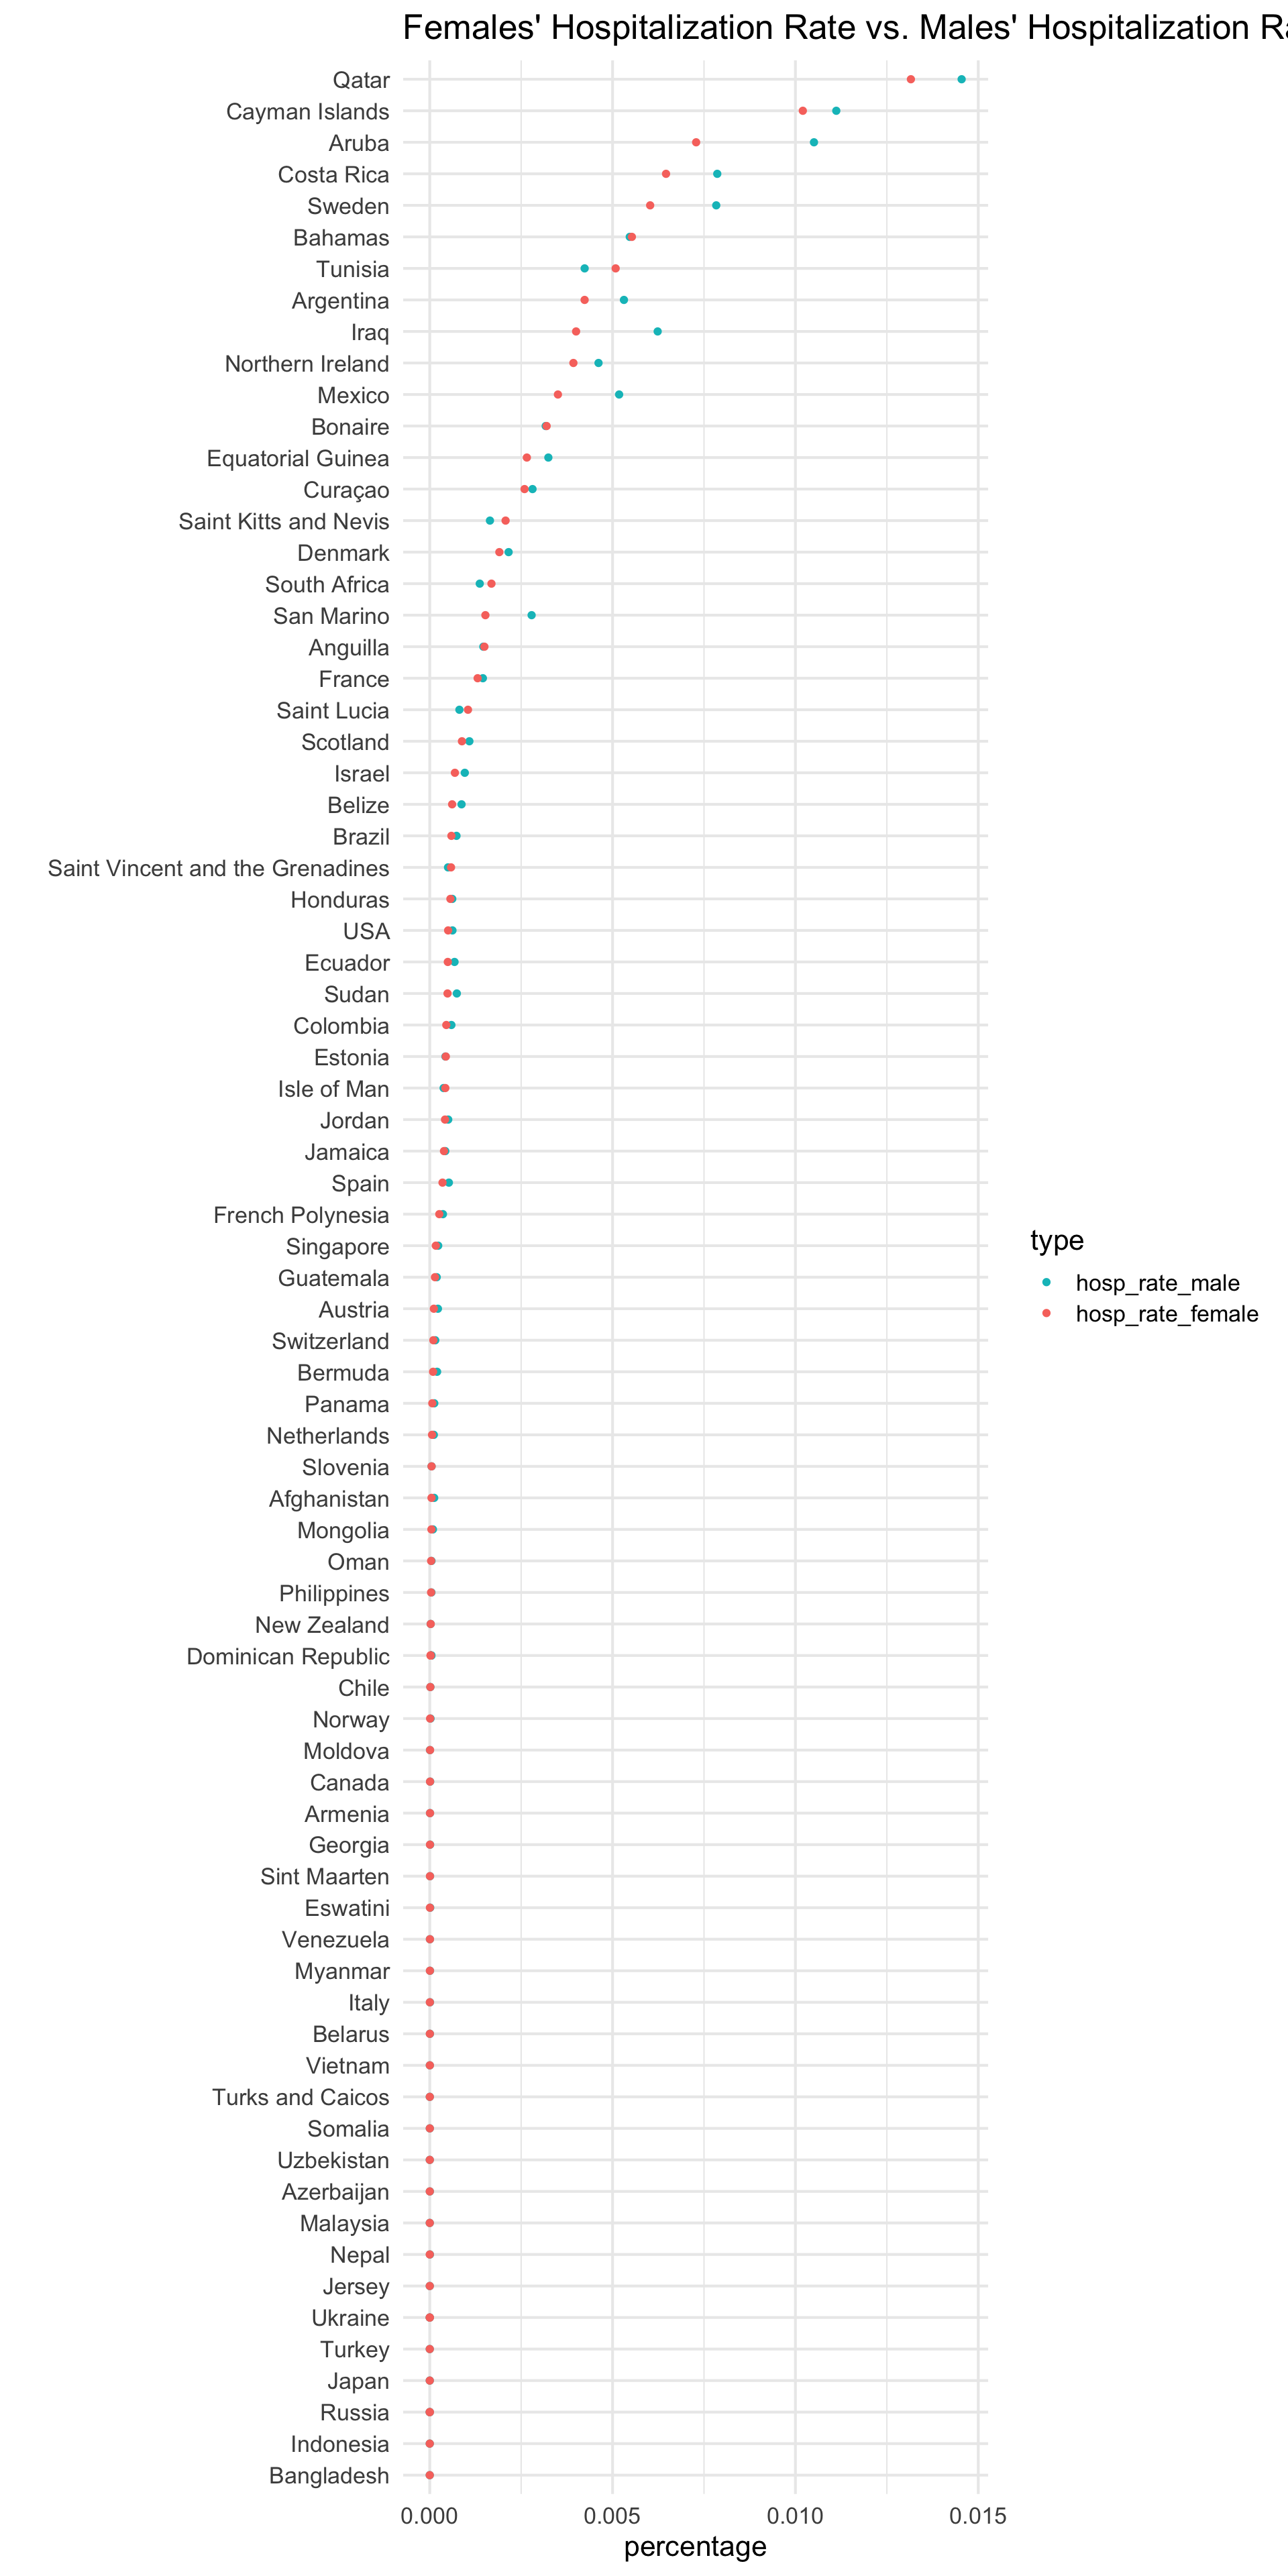 Females' Hospitalization Rate vs. Males' Hospitalization Ra
Qatar
Cayman Islands
Aruba
Costa Rica
Sweden
Bahamas
Tunisia
Argentina
Iraq
Northern Ireland
Mexico
Bonaire
Equatorial Guinea
Curaçao
Saint Kitts and Nevis
Denmark
South Africa
San Marino
Anguilla
France
Saint Lucia
Scotland
Israel
Belize
Brazil
Saint Vincent and the Grenadines
Honduras
USA
Ecuador
Sudan
Colombia
Estonia
Isle of Man
Jordan
Jamaica
Spain
French Polynesia
Singapore
Guatemala
Austria
Switzerland
Bermuda
Panama
Netherlands
Slovenia
Afghanistan
Mongolia
Oman
Philippines
New Zealand
Dominican Republic
Chile
Norway
Moldova
Canada
Armenia
Georgia
Sint Maarten
Eswatini
Venezuela
Myanmar
Italy
Belarus
Vietnam
Turks and Caicos
Somalia
Uzbekistan
Azerbaijan
Malaysia
Nepal
Jersey
Ukraine
Turkey
Japan
Russia
Indonesia
Bangladesh
0.000 0.005 0.010 0.015
percentage
type
hosp_rate_male
hosp_rate_female